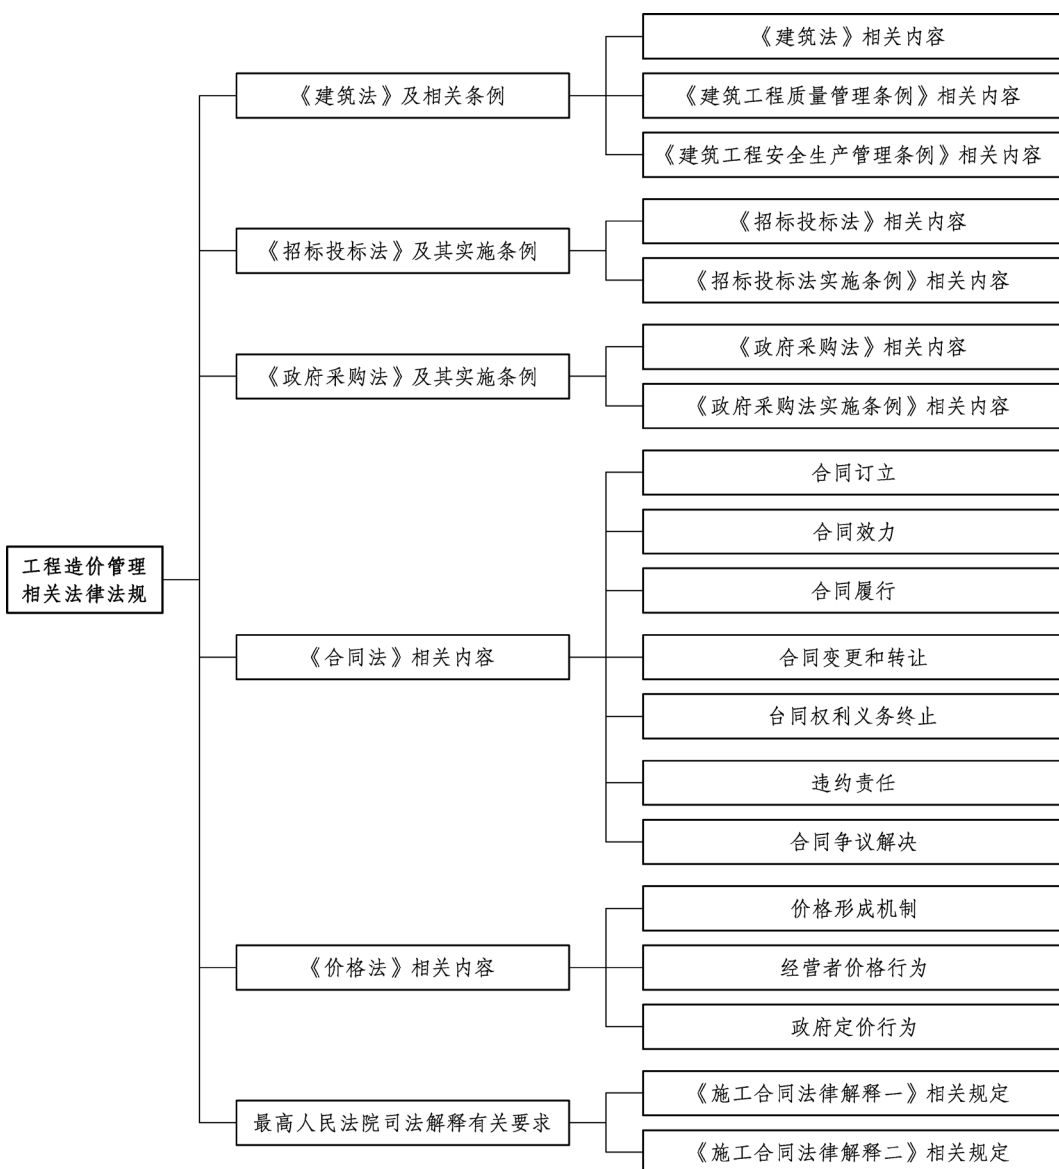 工程造价管理
相关法律法规
《建筑法》及相关条例
《建筑法》相关内容
《建筑工程质量管理条例》相关内容
《建筑工程安全生产管理条例》相关内容
《招标投标法》及其实施条例
《招标投标法》相关内容
《招标投标法实施条例》相关内容
《政府采购法》及其实施条例
《政府采购法》相关内容
《政府采购法实施条例》相关内容
《合同法》相关内容
合同订立
合同效力
合同履行
合同变更和转让
台同权利义务终止
违约责任
合同争议解决
《价格法》相关内容
价格形成机制
经营者价格行为
政府定价行为
最高人民法院司法解释有关要求
《施工合同法律解释一》相关规定
《施工合同法律解释二》相关规定